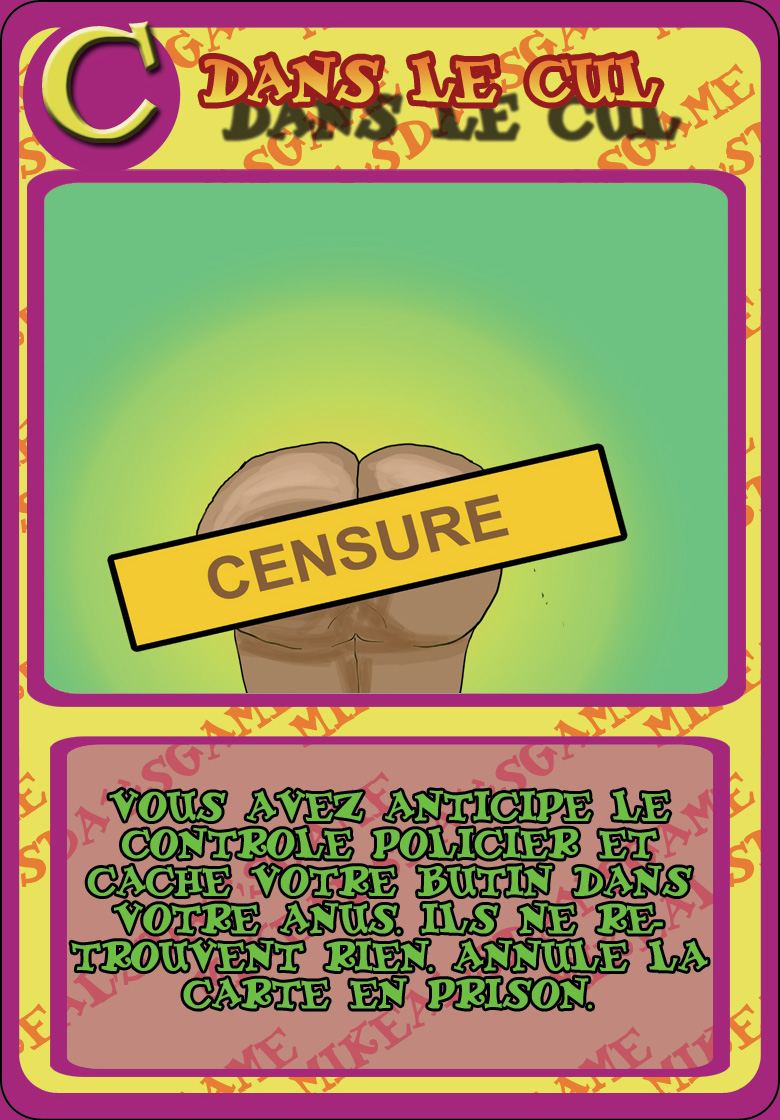 C
DANS LE CUL
CENSURE
VOUS AVEZ ANTICIPE LE
CONTROLE POLICIER ET
CACHE VOTRE BUTIN DANS
VOTRE ANUS. ILS NE RE-
TROUVENT RIEN. ANNULE LA
CARTE EN PRISON.